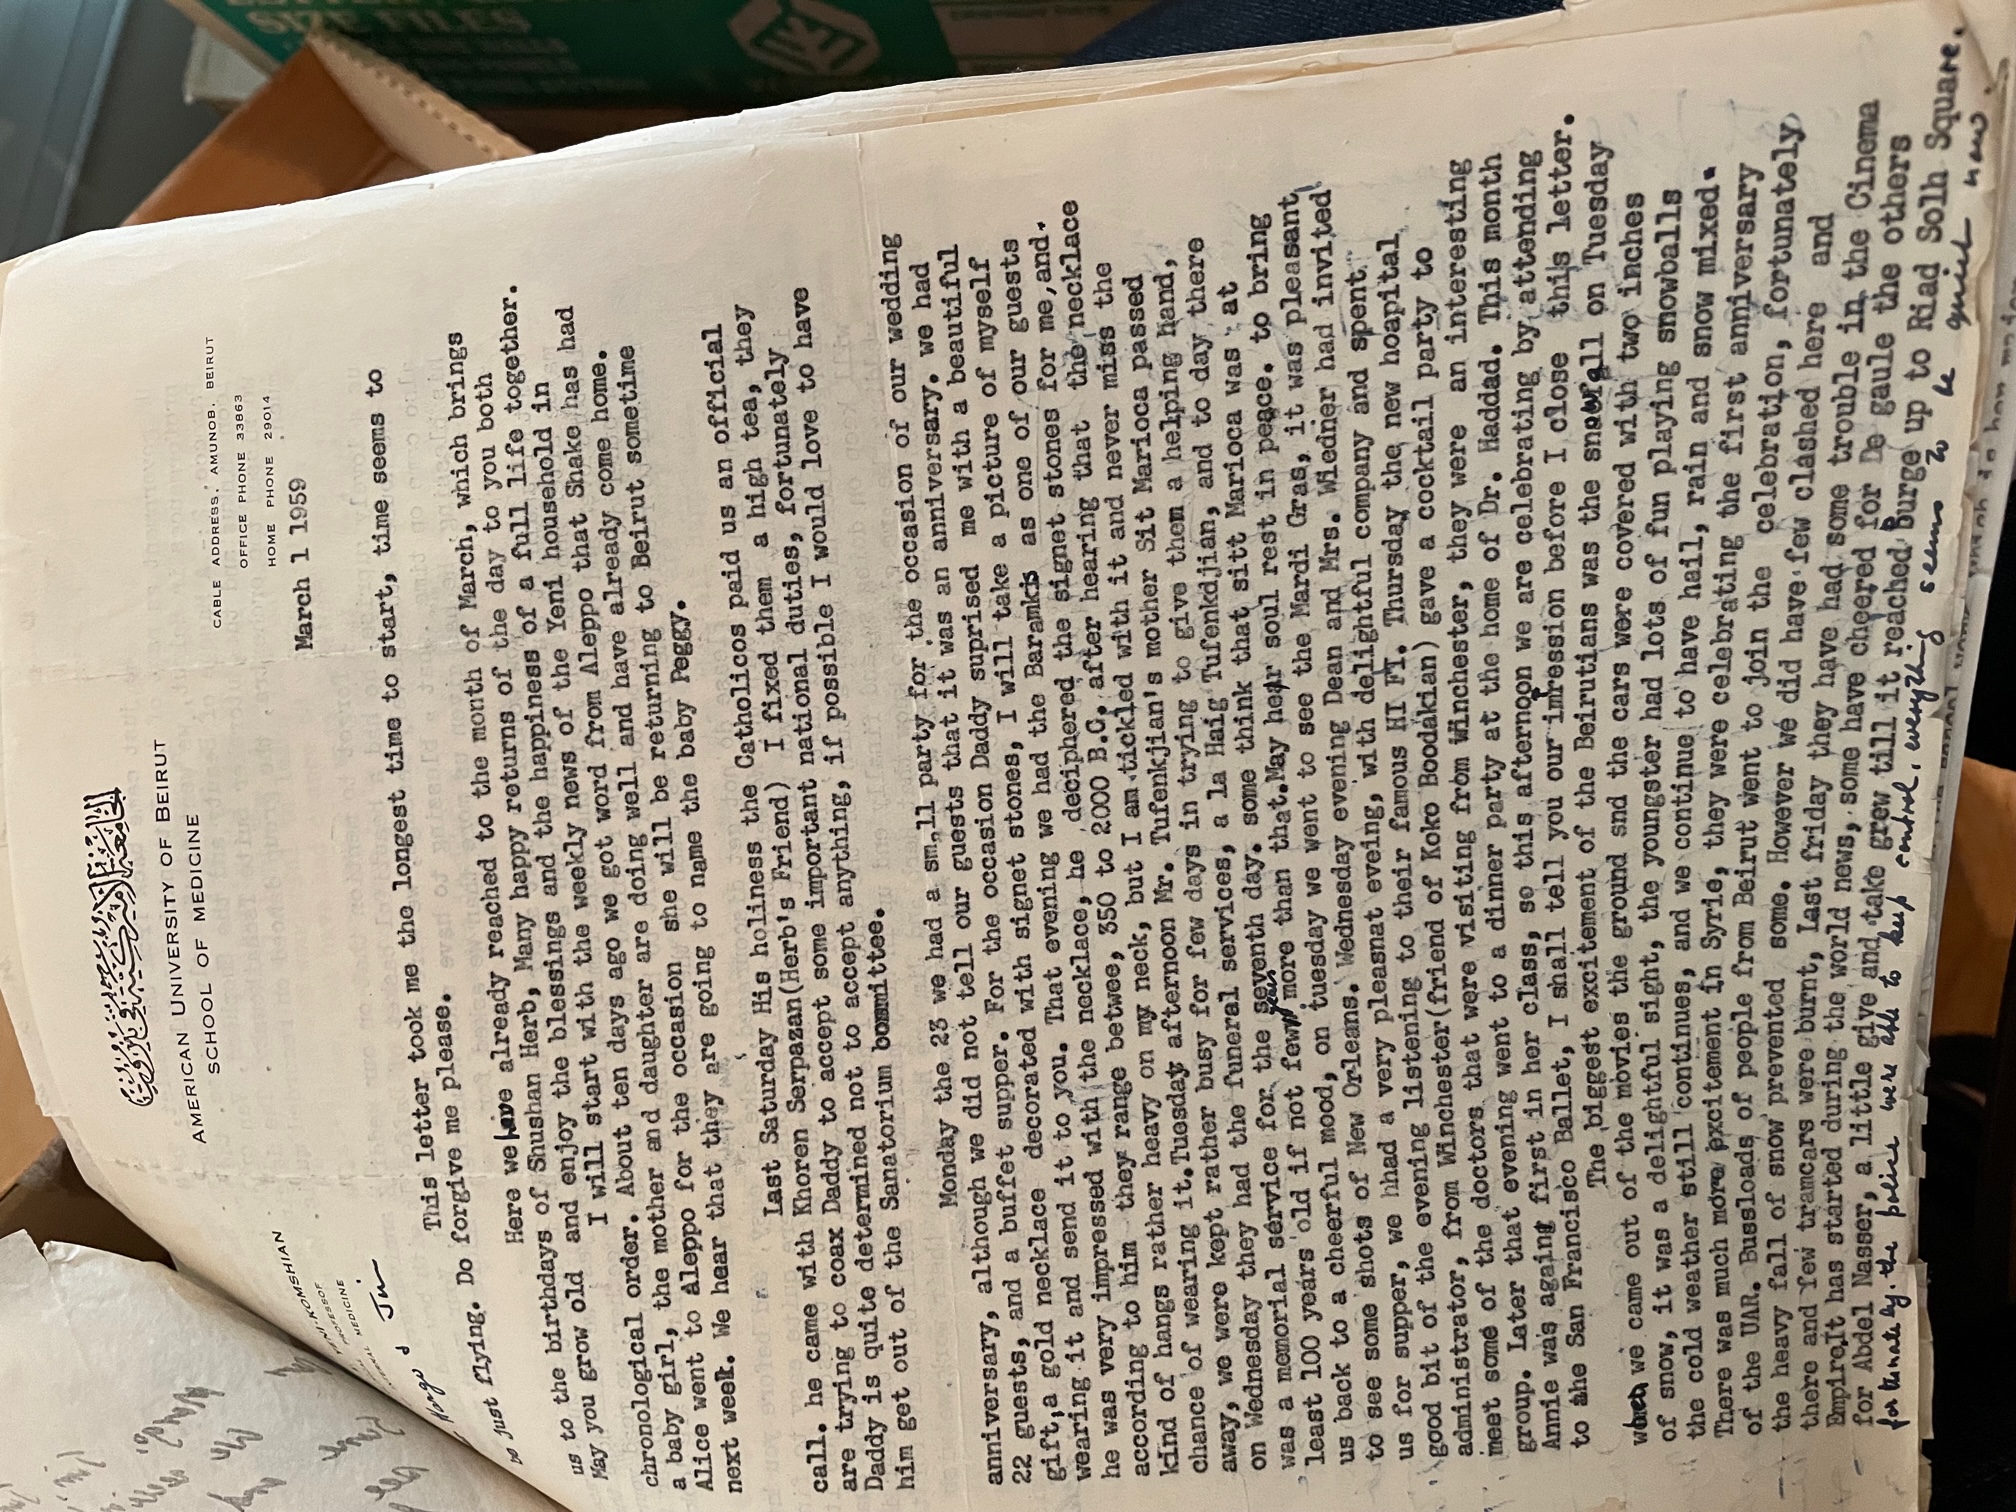 الجامعة الأميركية في بيروت
AMERICAN UNIVERSITY OF BEIRUT
SCHOOL OF MEDICINE
CABLE ADDRESS, AMUNOB, BEIRUT
OFFICE PHONE 33863
HOME PHONE 29014
YENI-KOMSHIAN
PROFESSOR
MEDICINE
March 1 1959
Hargo & Jim
This letter took me the longest time to start, time seems to
be just flying. Do forgive me please.
Here we have already reached to the month of March, which brings
us to the birthdays of Shushan Herb, Many happy returns of the day to you both
May you grow old and enjoy the blessings and the happiness of a full life together.
I will start with the weekly news of the Yeni household in
chronological order. About ten days ago we got word from Aleppo that Shake has had
a baby girl, the mother and daughter are doing well and have already come home.
Alice went to Aleppo for the occasion she will be returning to Beirut sometime
next week. We hear that they are going to name the baby Peggy.
Last Saturday His holiness the Catholicos paid us an official
call. he came with Khoren Serpazan(Herb's Friend) I fixed them a high tea, they
are trying to coax Daddy to accept some important national duties, fortunately
Daddy is quite determined not to accept anything, if possible I would love to have
him get out of the Sanatorium committee.
Monday the 23 we had a small party for the occasion of our wedding
anniversary, although we did not tell our guests that it was an anniversary. we had
22 guests, and a buffet supper. For the occasion Daddy suprised me with a beautiful
gift,a gold necklace decorated with signet stones, I will take a picture of myself
wearing it and send it to you. That evening we had the Baramkis as one of our guests
he was very impressed with the necklace, he deciphered the signet stones for me,and.
according to him they range betwee, 350 to 2000 B.C. after hearing that the necklace
kind of hangs rather heavy on my neck, but I am tickled with it and never miss the
chance of wearing it.Tuesday afternoon Mr. Tufenkjian's mother Sit Marioca passed
away, we were kept rather busy for few days in trying to give them a helping hand,
on Wednesday they had the funeral services, a la Haig Tufenkdjian, and to day there
was a memorial service for the seventh day. some think that sitt Marioca was at
least 100 years old if not few years more than that.May her soul rest in peace. to bring
us back to a cheerful mood, on tuesday we went to see the Mardi Gras, it was pleasant
to see some shots of New Orleans. Wednesday evening Dean and Mrs. Wiedner had invited
us for supper, we hhad a very pleasnat eveing, with delightful company and spent
good bit of the evening listening to their famous HI FI. Thursday the new hoapital
administrator, from Winchester(friend of Koko Boodakian) gave a cocktail party to
meet some of the doctors that were visiting from Winchester, they were an interesting
group. Later that evening went to a dinner party at the home of Dr. Haddad. This month
Annie was again first in her class, so this afternoon we are celebrating by attending
to the San Francisco Ballet, I shall tell you our imression before I close this letter.
The biggest excitement of the Beirutians was the snowfall on Tuesday
when we came out of the movies the ground snd the cars were covered with two inches
of snow, it was a delightful sight, the youngster had lots of fun playing snowballs
the cold weather still continues, and we continue to have hail, rain and snow mixed.
There was much more excitement in Syrie, they were celebrating the first anniversary
of the UAR. Bussloads of people from Beirut went to join the celebration, fortunately
the heavy fall of snow prevented some. However we did have few clashed here and
there and few tramcars were burnt, Last friday they have had some trouble in the Cinema
Empire,It has started during the world news, some have cheered for De gaule the others
for Abdel Nasser, a little give and take grew till it reached Burge up to Riad Solh Square.
fortunately. the police were able to keep control. everything seems to be quiet now.